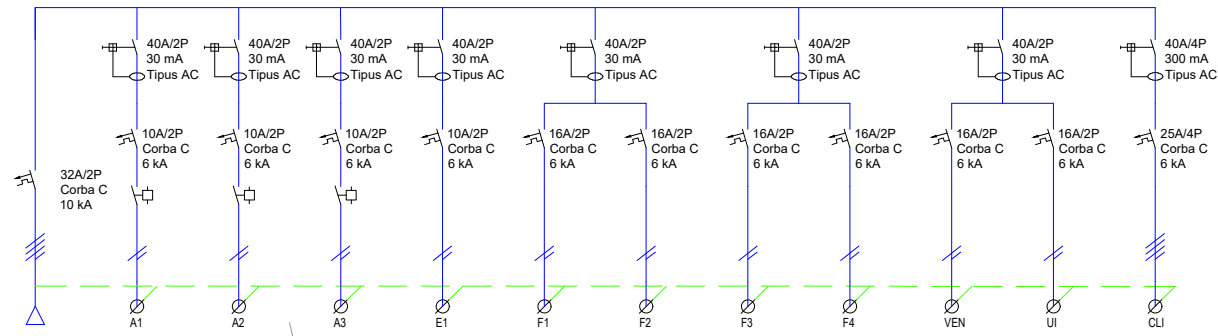 40A/2P
30 mA
Tipus AC
40A/2P
30 mA
Tipus AC
40A/2P
30 mA
Tipus AC
40A/2P
30 mA
Tipus AC
40A/2P
30 mA
Tipus AC
40A/2P
30 mA
Tipus AC
40A/2P
30 mA
Tipus AC
40A/4P
300 mA
Tipus AC
10A/2P
Corba C
6 kA
10A/2P
Corba C
6 kA
10A/2P
Corba C
6 kA
10A/2P
Corba C
6 kA
16A/2P
Corba C
6 kA
16A/2P
Corba C
6 kA
16A/2P
Corba C
6 kA
16A/2P
Corba C
6 kA
16A/2P
Corba C
6 kA
16A/2P
Corba C
6 kA
25A/4P
Corba C
6 kA
32A/2P
Corba C
10 kA
A1
A2
A3
E1
F1
F2
F3
F4
VEN
UI
CLI